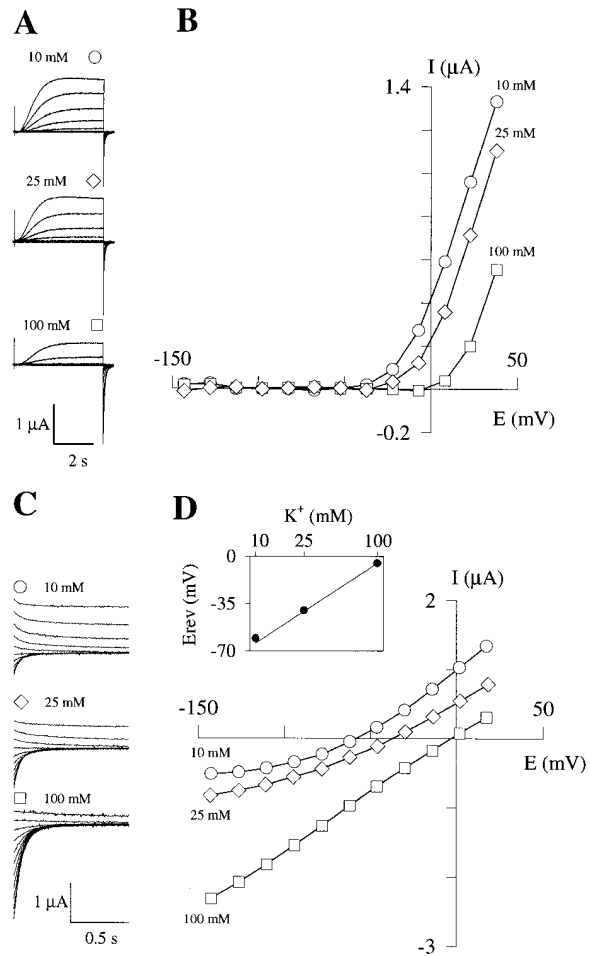 A
B
10 mM
I (µA)
1.4
10 mM
25 mM
25 mM
100 mM
100 mM
-150
50
1 µA
-0.2
E (mV)
2 s
C
D
K⁺ (mM)
10 25 100
0
10 mM
I (µA)
Erev (mV)
-35
2
-70
25 mM
-150
50
10 mM
E (mV)
100 mM
25 mM
1 µA
100 mM
0.5 s
-3